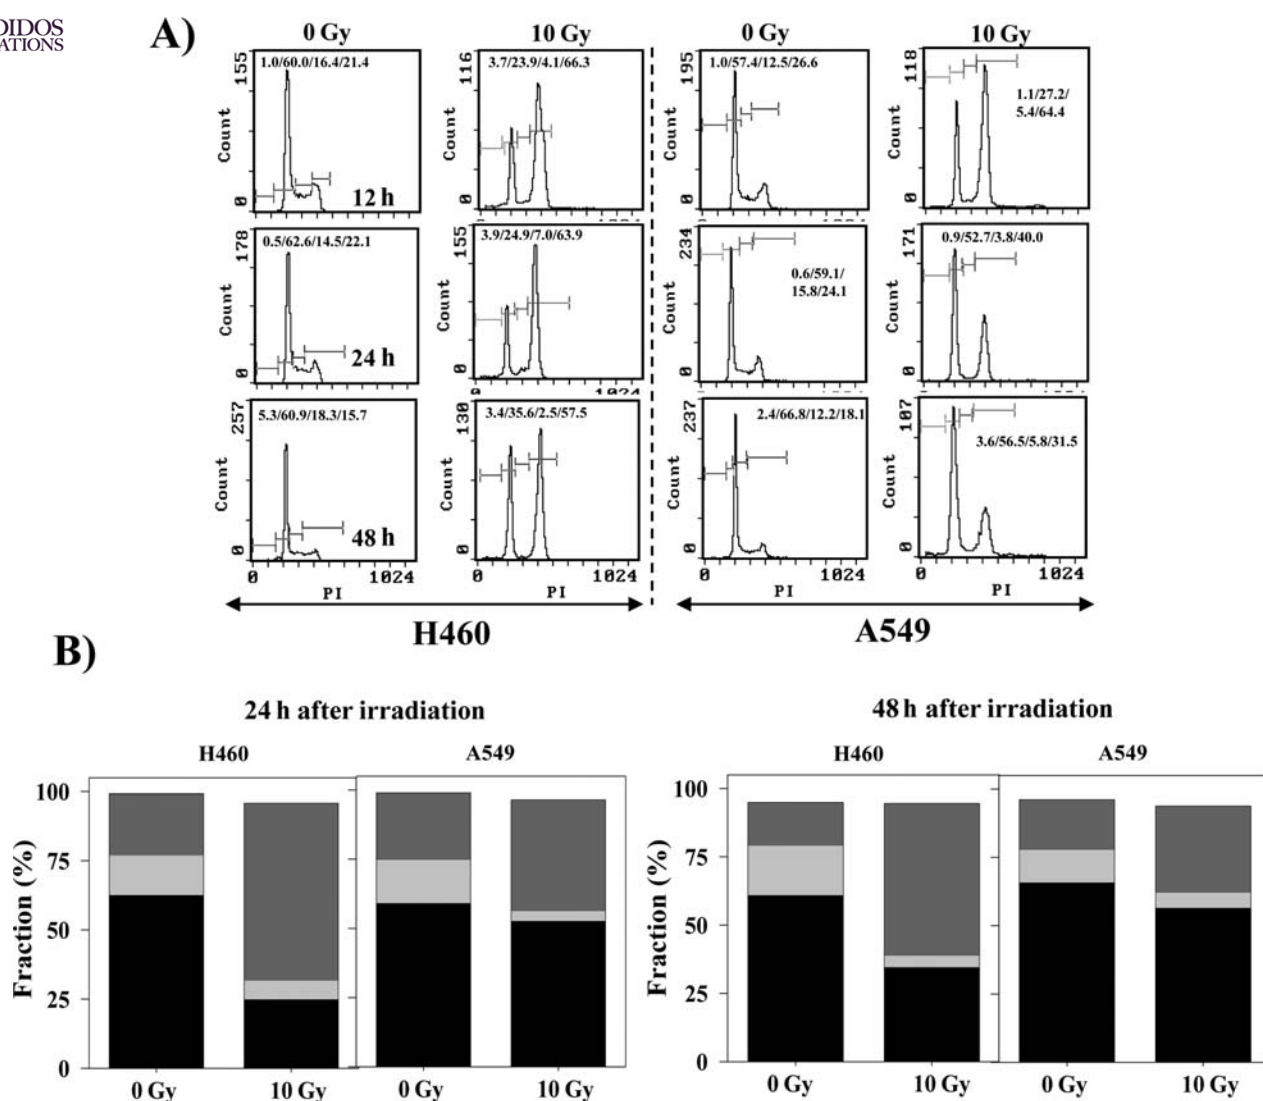 DIDOS
ATIONS
A)
0 Gy
10 Gy
0 Gy
10 Gy
155
Count
0
1.0/60.0/16.4/21.4
12 h
116
Count
0
3.7/23.9/4.1/66.3
195
Count
0
1.0/57.4/12.5/26.6
118
Count
0
1.1/27.2/
5.4/64.4
178
Count
0
0.5/62.6/14.5/22.1
24 h
155
Count
0
3.9/24.9/7.0/63.9
0
1024
234
Count
0
0.6/59.1/
15.8/24.1
171
Count
0
0.9/52.7/3.8/40.0
257
Count
0
5.3/60.9/18.3/15.7
48 h
0
1024
PI
130
Count
0
3.4/35.6/2.5/57.5
0
1024
PI
237
Count
0
2.4/66.8/12.2/18.1
0
1024
PI
107
Count
0
3.6/56.5/5.8/31.5
0
1024
PI
H460
A549
B)
24 h after irradiation
H460
A549
Fraction (%)
100
75
50
25
0
0 Gy
10 Gy
0 Gy
10 Gy
48 h after irradiation
H460
A549
Fraction (%)
100
75
50
25
0
0 Gy
10 Gy
0 Gy
10 Gy